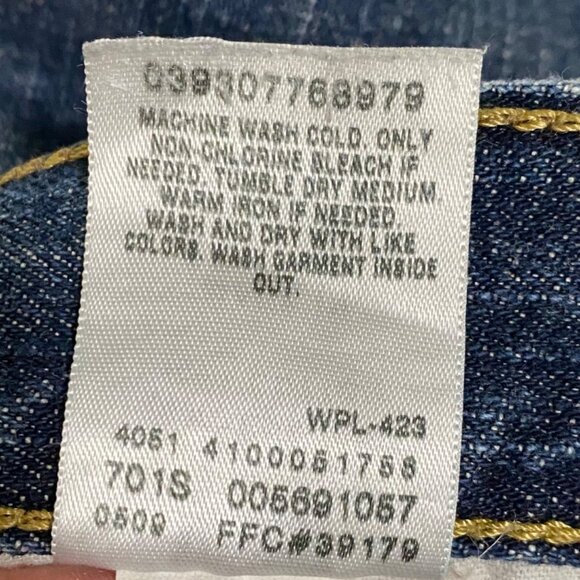 039307768979
MACHINE WASH COLD. ONLY
NON-CHLORINE BLEACH IF
NEEDED. TUMBLE DRY MEDIUM.
WARM IRON IF NEEDED.
WASH AND DRY WITH LIKE
COLORS. WASH GARMENT INSIDE
OUT.
WPL-423
4051 4100051758
701S 005691057
0509 FFC#39179